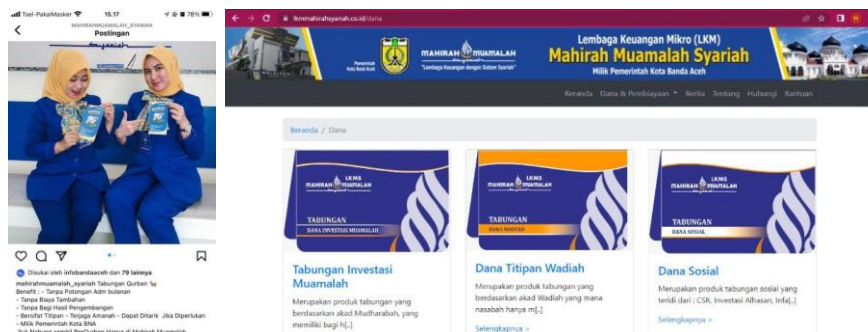 Tsel-PakaiMasker 15.17 78%
MAHIRAHMUAMALAH_SYARIAH
Postingan
Disukai oleh infobandaaceh dan 79 lainnya
mahirahmuamalah_syariah Tabungan Qurban
Benefit : - Tanpa Potongan Adm bulanan
- Tanpa Biaya Tambahan
- Tanpa Bagi Hasil Pengembangan
- Bersifat Titipan - Terjaga Amanah - Dapat Ditarik Jika Diperlukan
- Milik Pemerintah Kota BNA
lkmmahirahsyariah.co.id/dana
Pemerintah
Kota Banda Aceh
MAHIRAH MUAMALAH
"Lembaga Keuangan dengan Sistem Syariah"
Lembaga Keuangan Mikro (LKM)
Mahirah Muamalah Syariah
Milik Pemerintah Kota Banda Aceh
Beranda Dana & Pembiayaan Berita Tentang Hubungi Bantuan
Beranda / Dana
LKMS
MAHIRAH MUAMALAH
TABUNGAN
DANA INVESTASI MUAMALAH
Tabungan Investasi
Muamalah
Merupakan produk tabungan yang
berdasarkan akad Mudharabah, yang
memiliki bagi h[..]
LKMS
MAHIRAH MUAMALAH
TABUNGAN
DANA WADIAH
Dana Titipan Wadiah
Merupakan produk tabungan yang
berdasarkan akad Wadiah yang mana
nasabah hanya m[..]
Selengkapnya »
LKMS
MAHIRAH MUAMALAH
TABUNGAN
DANA SOSIAL
Dana Sosial
Merupakan produk tabungan sosial yang
teridi dari : CSR, Investasi Alhasan, Infa[..]
Selengkapnya »